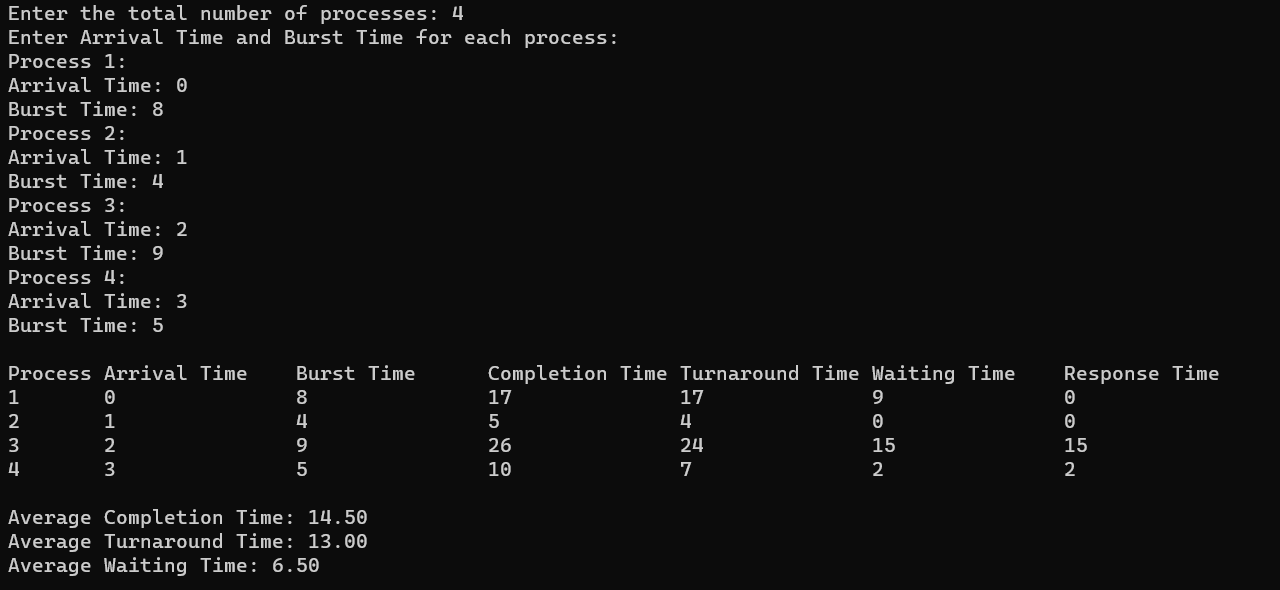 Enter the total number of processes: 4
Enter Arrival Time and Burst Time for each process:
Process 1:
Arrival Time: 0
Burst Time: 8
Process 2:
Arrival Time: 1
Burst Time: 4
Process 3:
Arrival Time: 2
Burst Time: 9
Process 4:
Arrival Time: 3
Burst Time: 5

Process Arrival Time    Burst Time      Completion Time Turnaround Time Waiting Time    Response Time
1       0               8               17              17              9               0
2       1               4               5               4               0               0
3       2               9               26              24              15              15
4       3               5               10              7               2               2

Average Completion Time: 14.50
Average Turnaround Time: 13.00
Average Waiting Time: 6.50